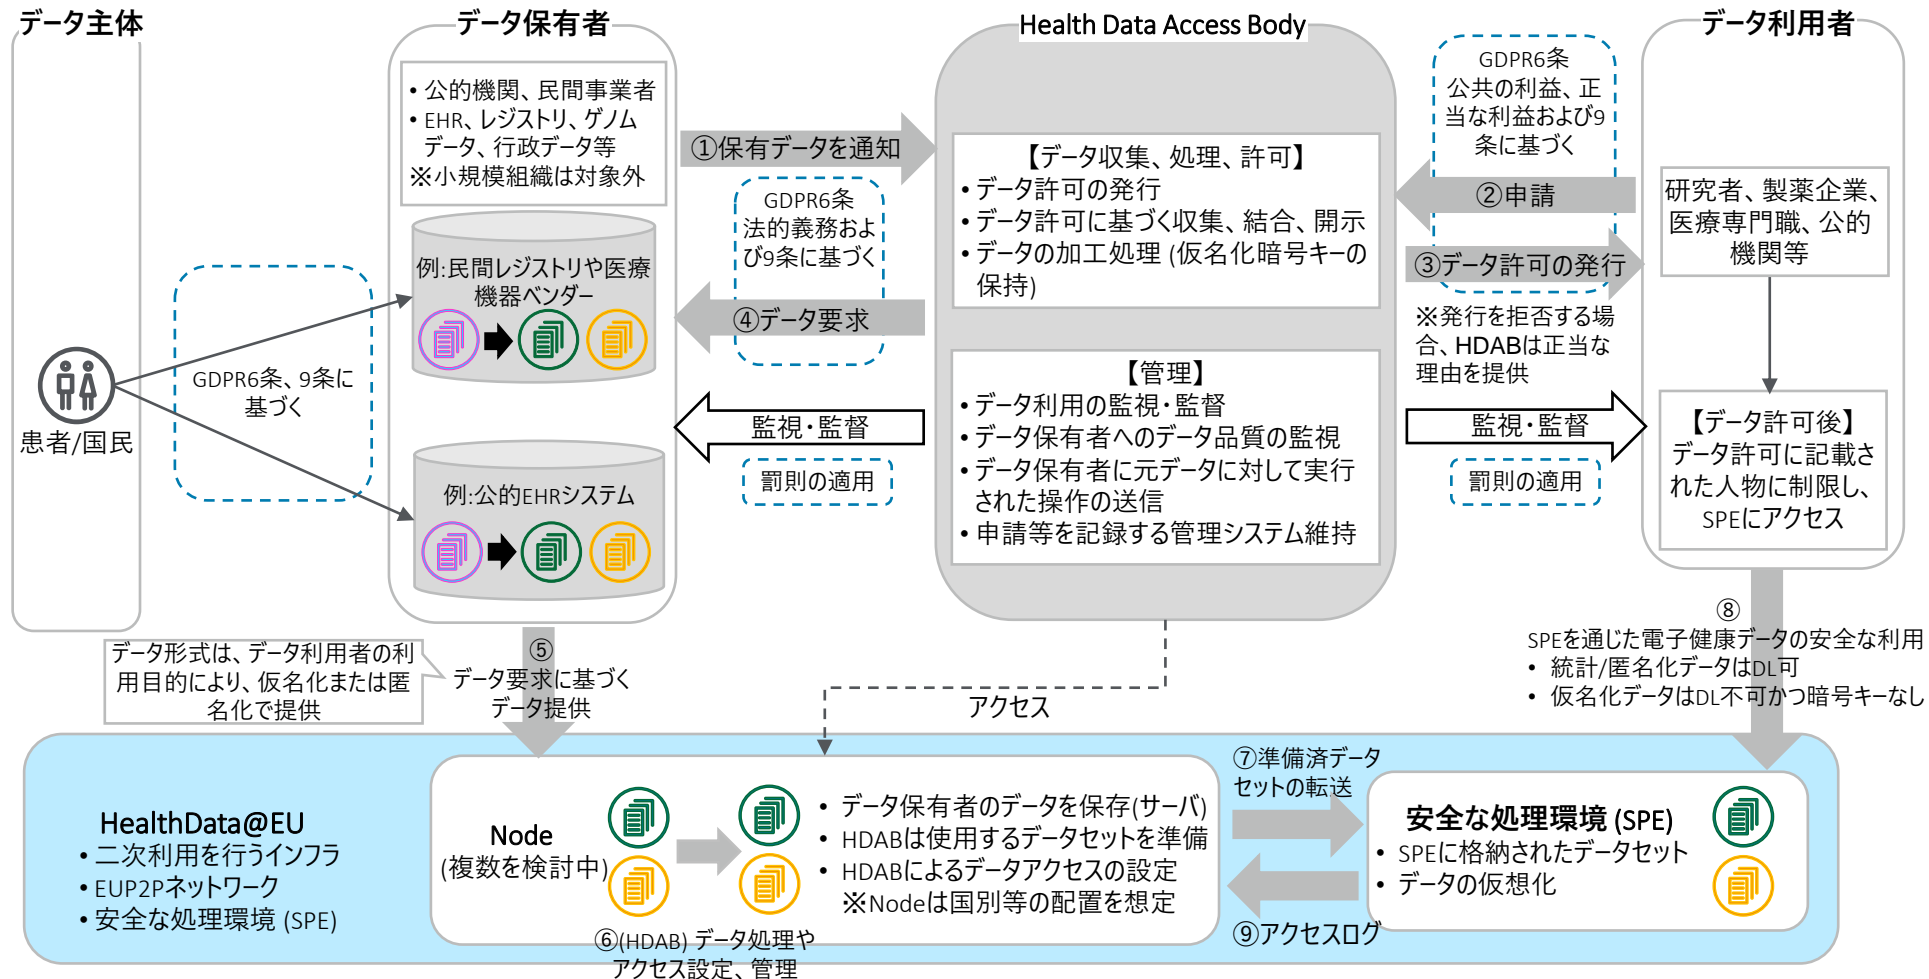 データ主体
データ保有者
Health Data Access Body
データ利用者
• 公的機関、民間事業者
• EHR、レジストリ、ゲノム
データ、行政データ等
※小規模組織は対象外
①保有データを通知
GDPR6条
法的義務およ
び9条に基づく
④データ要求
【データ収集、処理、許可】
• データ許可の発行
• データ許可に基づく収集、結合、開示
• データの加工処理 (仮名化暗号キーの
保持)
GDPR6条
公共の利益、正
当な利益および9
条に基づく
②申請
③データ許可の発行
※発行を拒否する場
合、HDABは正当な
理由を提供
研究者、製薬企業、
医療専門職、公的
機関等
例:民間レジストリや医療
機器ベンダー
GDPR6条、9条に
基づく
患者/国民
例:公的EHRシステム
監視・監督
罰則の適用
【管理】
• データ利用の監視・監督
• データ保有者へのデータ品質の監視
• データ保有者に元データに対して実行
された操作の送信
• 申請等を記録する管理システム維持
監視・監督
罰則の適用
【データ許可後】
データ許可に記載さ
れた人物に制限し、
SPEにアクセス
データ形式は、データ利用者の利
用目的により、仮名化または匿
名化で提供
⑤
データ要求に基づく
データ提供
アクセス
⑧
SPEを通じた電子健康データの安全な利用
• 統計/匿名化データはDL可
• 仮名化データはDL不可かつ暗号キーなし
HealthData@EU
• 二次利用を行うインフラ
• EUP2Pネットワーク
• 安全な処理環境 (SPE)
Node
(複数を検討中)
• データ保有者のデータを保存(サーバ)
• HDABは使用するデータセットを準備
• HDABによるデータアクセスの設定
※Nodeは国別等の配置を想定
⑥(HDAB) データ処理や
アクセス設定、管理
⑦準備済データ
セットの転送
⑨アクセスログ
安全な処理環境 (SPE)
• SPEに格納されたデータセット
• データの仮想化